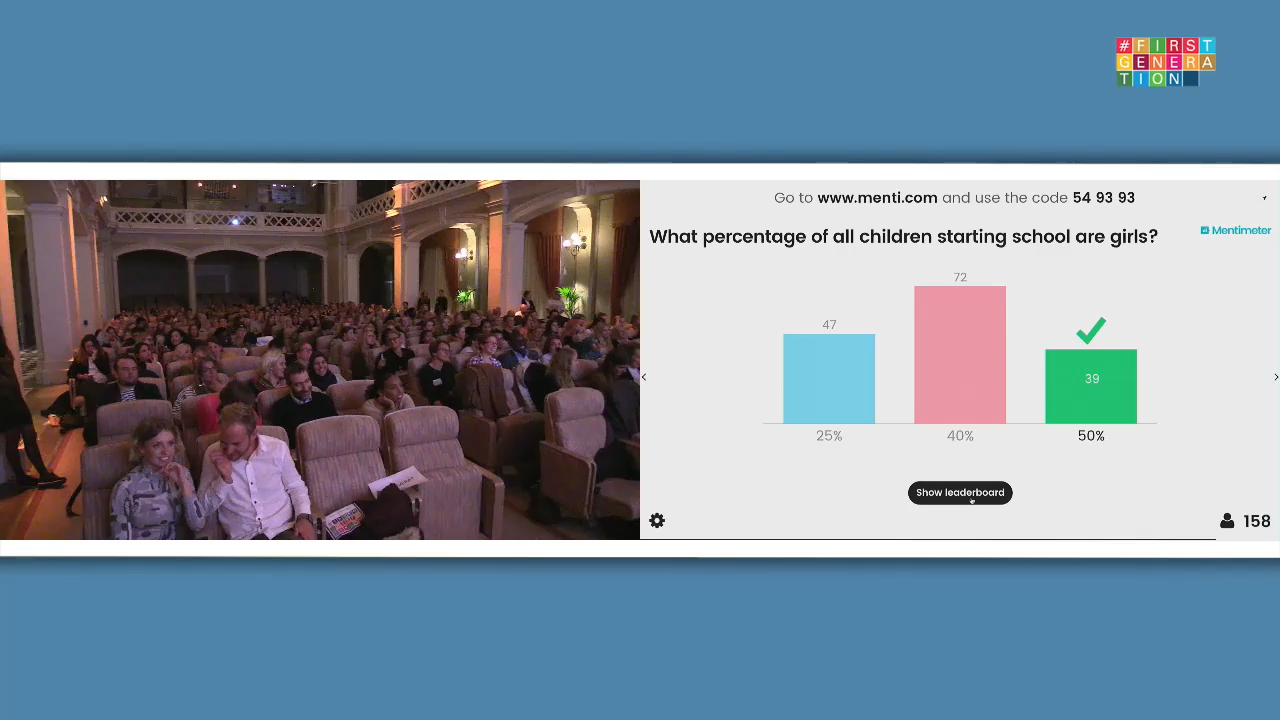 #FIRST
GENERA
TION
Go to www.menti.com and use the code 54 93 93
What percentage of all children starting school are girls?
Mentimeter
72
47
39
25% 40% 50%
Show leaderboard
158